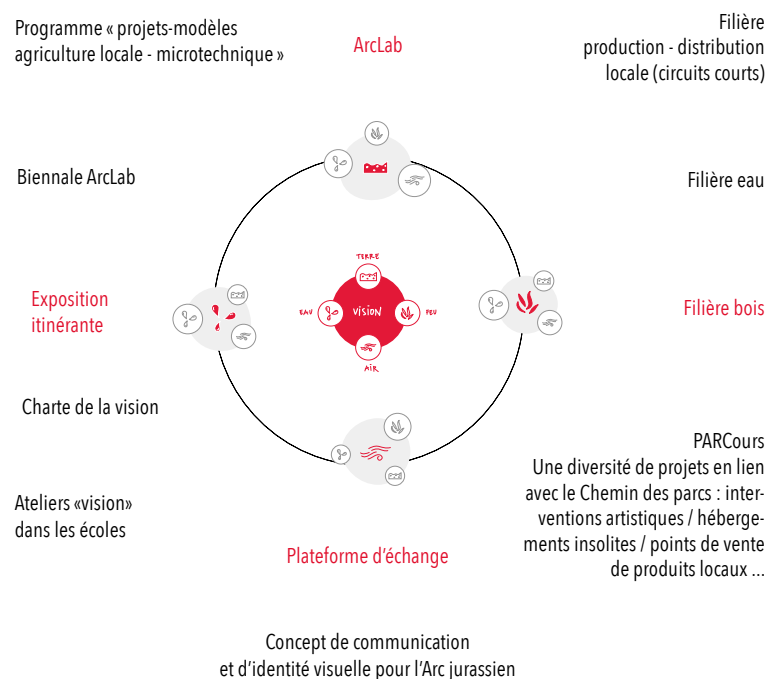 Programme « projets-modèles
agriculture locale - microtechnique »
ArcLab
Filière
production - distribution
locale (circuits courts)
Biennale ArcLab
Filière eau
TERRE
EAU
VISION
FEU
AIR
Exposition
itinérante
Filière bois
Charte de la vision
PARCours
Une diversité de projets en lien
avec le Chemin des parcs : inter-
ventions artistiques / héberge-
ments insolites / points de vente
de produits locaux ...
Ateliers «vision»
dans les écoles
Plateforme d’échange
Concept de communication
et d’identité visuelle pour l’Arc jurassien